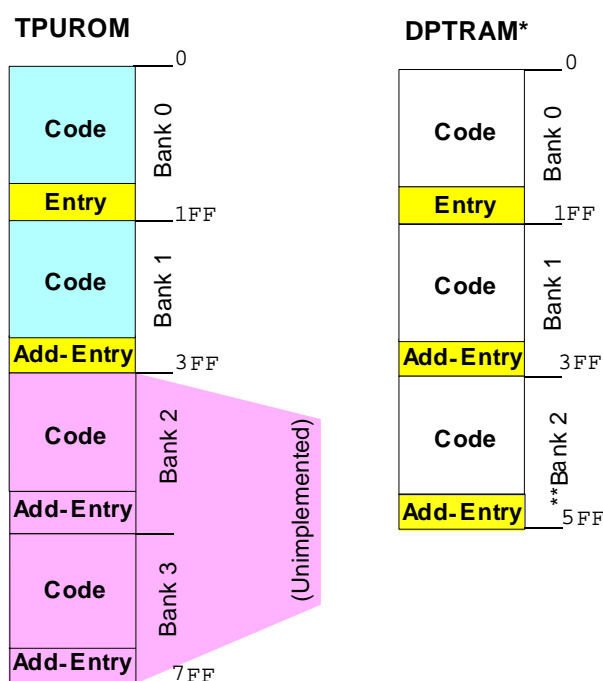 TPUROM
0
Code
Bank 0
Entry
1FF
Code
Bank 1
Add-Entry
3FF
Code
Bank 2
Add-Entry
Code
Bank 3
Add-Entry
7FF
(Unimplemented)
DPTRAM*
0
Code
Bank 0
Entry
1FF
Code
Bank 1
Add-Entry
3FF
Code
**Bank 2
Add-Entry
5FF